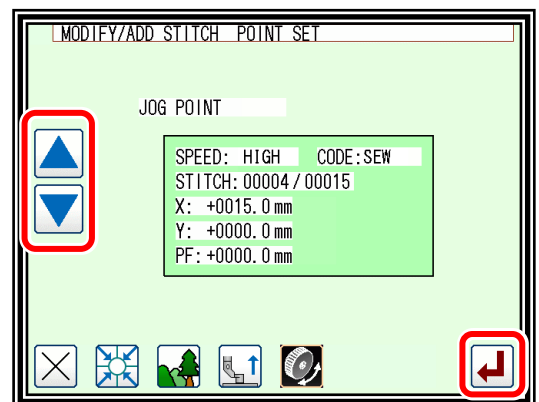 MODIFY/ADD STITCH POINT SET
JOG POINT
SPEED: HIGH CODE:SEW
STITCH:00004/00015
X: +0015.0mm
Y: +0000.0mm
PF:+0000.0mm